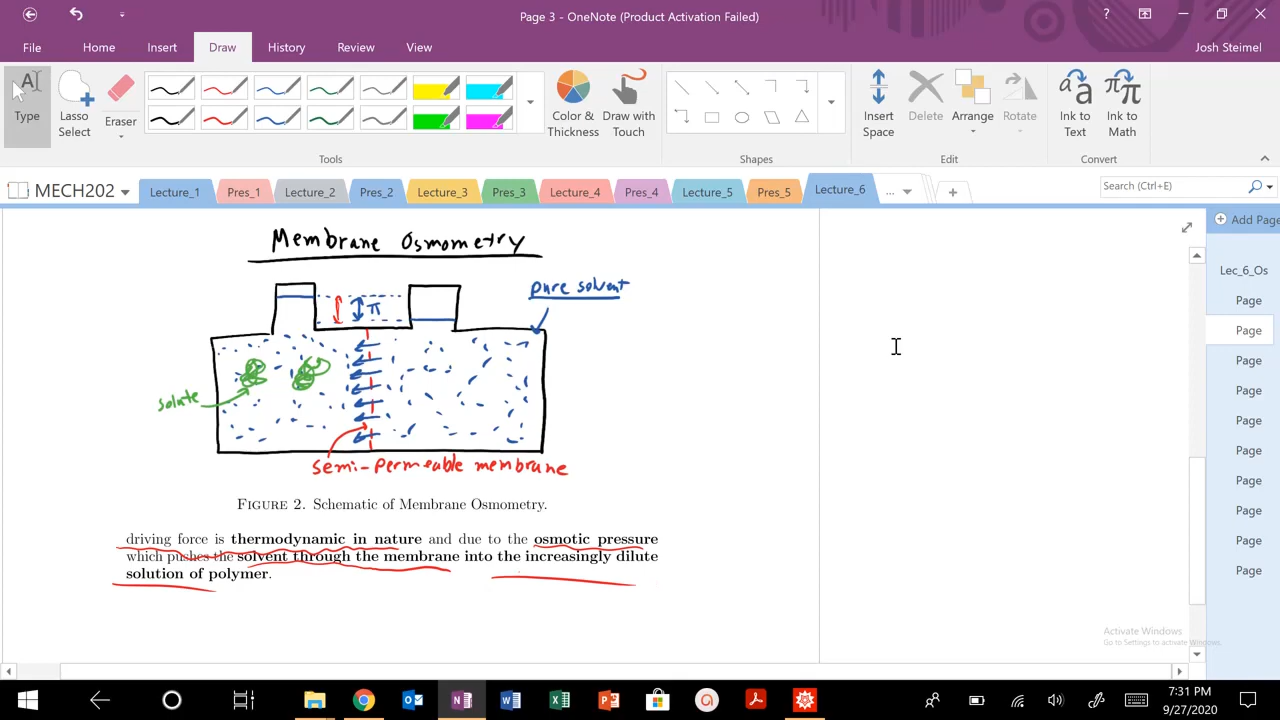 Page 3 - OneNote (Product Activation Failed)
?
File
Home
Insert
Draw
History
Review
View
Josh Steimel
Type
Lasso Select
Eraser
Color & Thickness
Draw with Touch
Insert Space
Delete
Arrange
Rotate
Ink to Text
Ink to Math
Tools
Shapes
Edit
Convert
MECH202
Lecture_1
Pres_1
Lecture_2
Pres_2
Lecture_3
Pres_3
Lecture_4
Pres_4
Lecture_5
Pres_5
Lecture_6
...
Search (Ctrl+E)
Add Page
Lec_6_Os
Page
Page
Page
Page
Page
Page
Page
Page
Page
Page
Membrane Osmometry
pure solvent
π
solute
semi-permeable membrane
FIGURE 2. Schematic of Membrane Osmometry.
driving force is thermodynamic in nature and due to the osmotic pressure
which pushes the solvent through the membrane into the increasingly dilute
solution of polymer.
Activate Windows
Go to Settings to activate Windows.
7:31 PM
9/27/2020